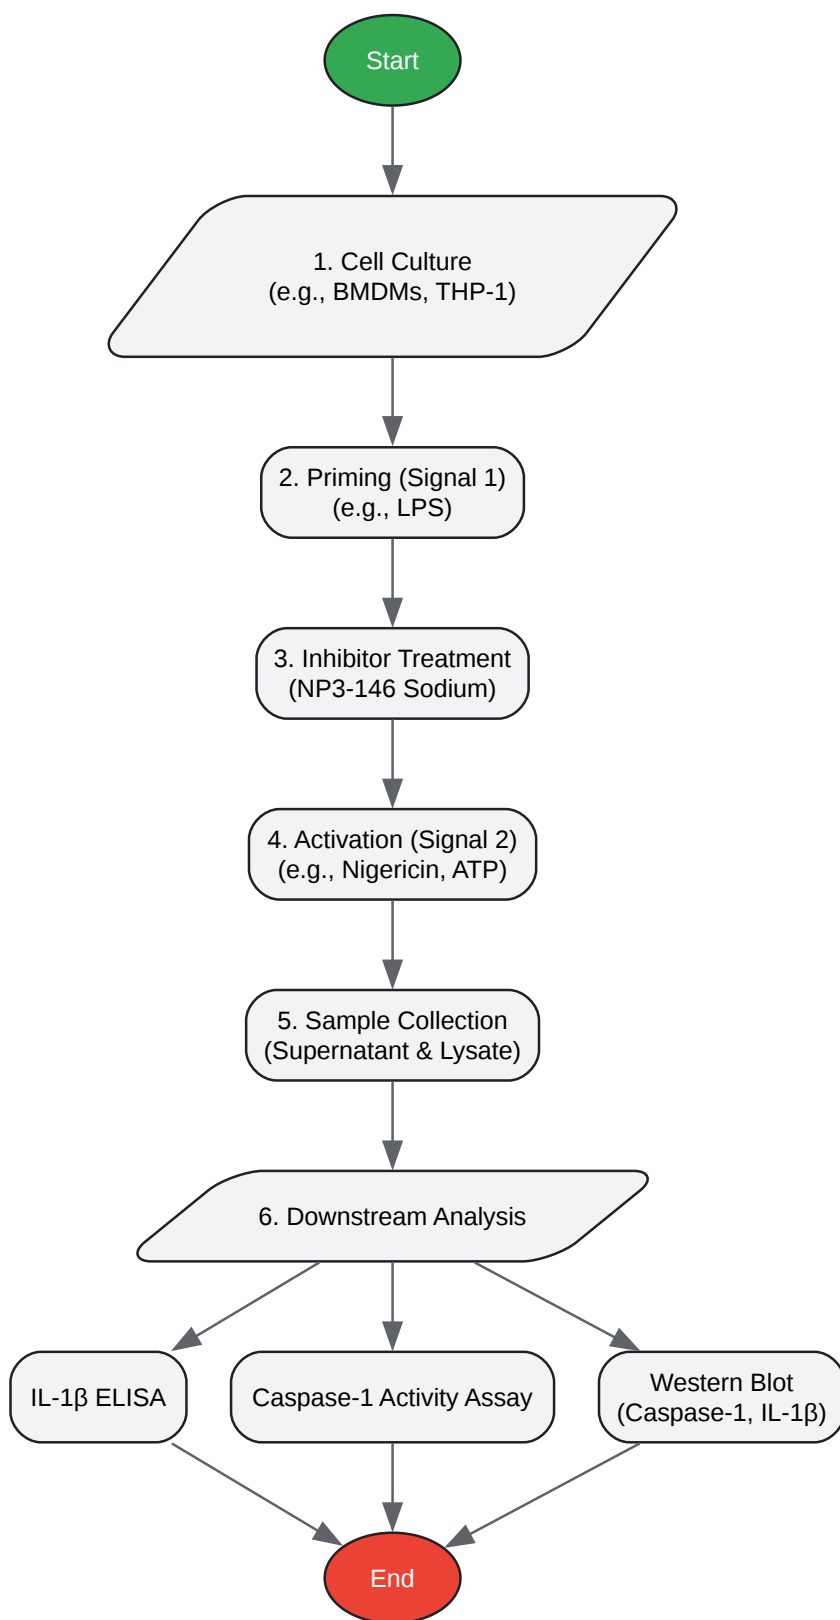 Start
1. Cell Culture
(e.g., BMDMs, THP-1)
2. Priming (Signal 1)
(e.g., LPS)
3. Inhibitor Treatment
(NP3-146 Sodium)
4. Activation (Signal 2)
(e.g., Nigericin, ATP)
5. Sample Collection
(Supernatant & Lysate)
6. Downstream Analysis
IL-1β ELISA
Caspase-1 Activity Assay
Western Blot
(Caspase-1, IL-1β)
End